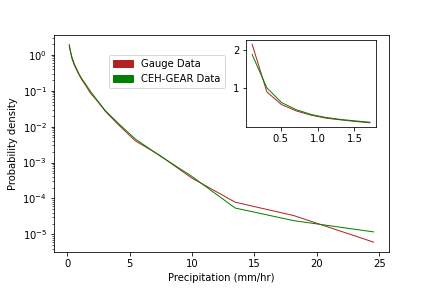 Gauge Data
CEH-GEAR Data
2
1
0.5 1.0 1.5
Probability density
10⁰
10⁻¹
10⁻²
10⁻³
10⁻⁴
10⁻⁵
0 5 10 15 20 25
Precipitation (mm/hr)